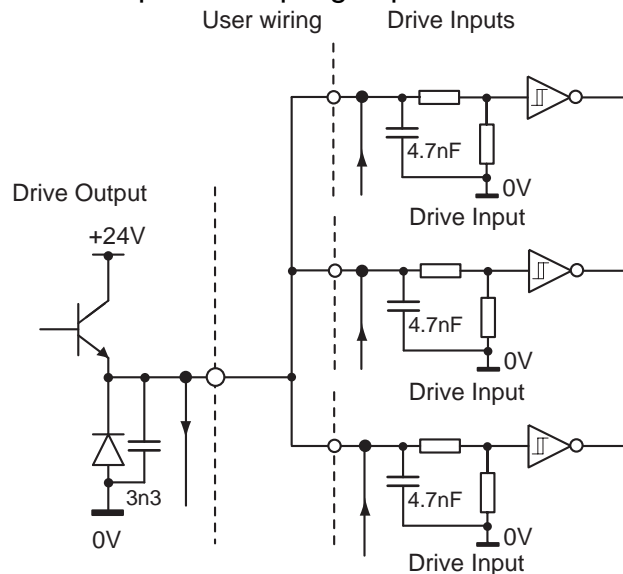 User wiring
Drive Inputs
4.7nF
0V
Drive Input
Drive Output
+24V
4.7nF
0V
Drive Input
3n3
0V
4.7nF
0V
Drive Input